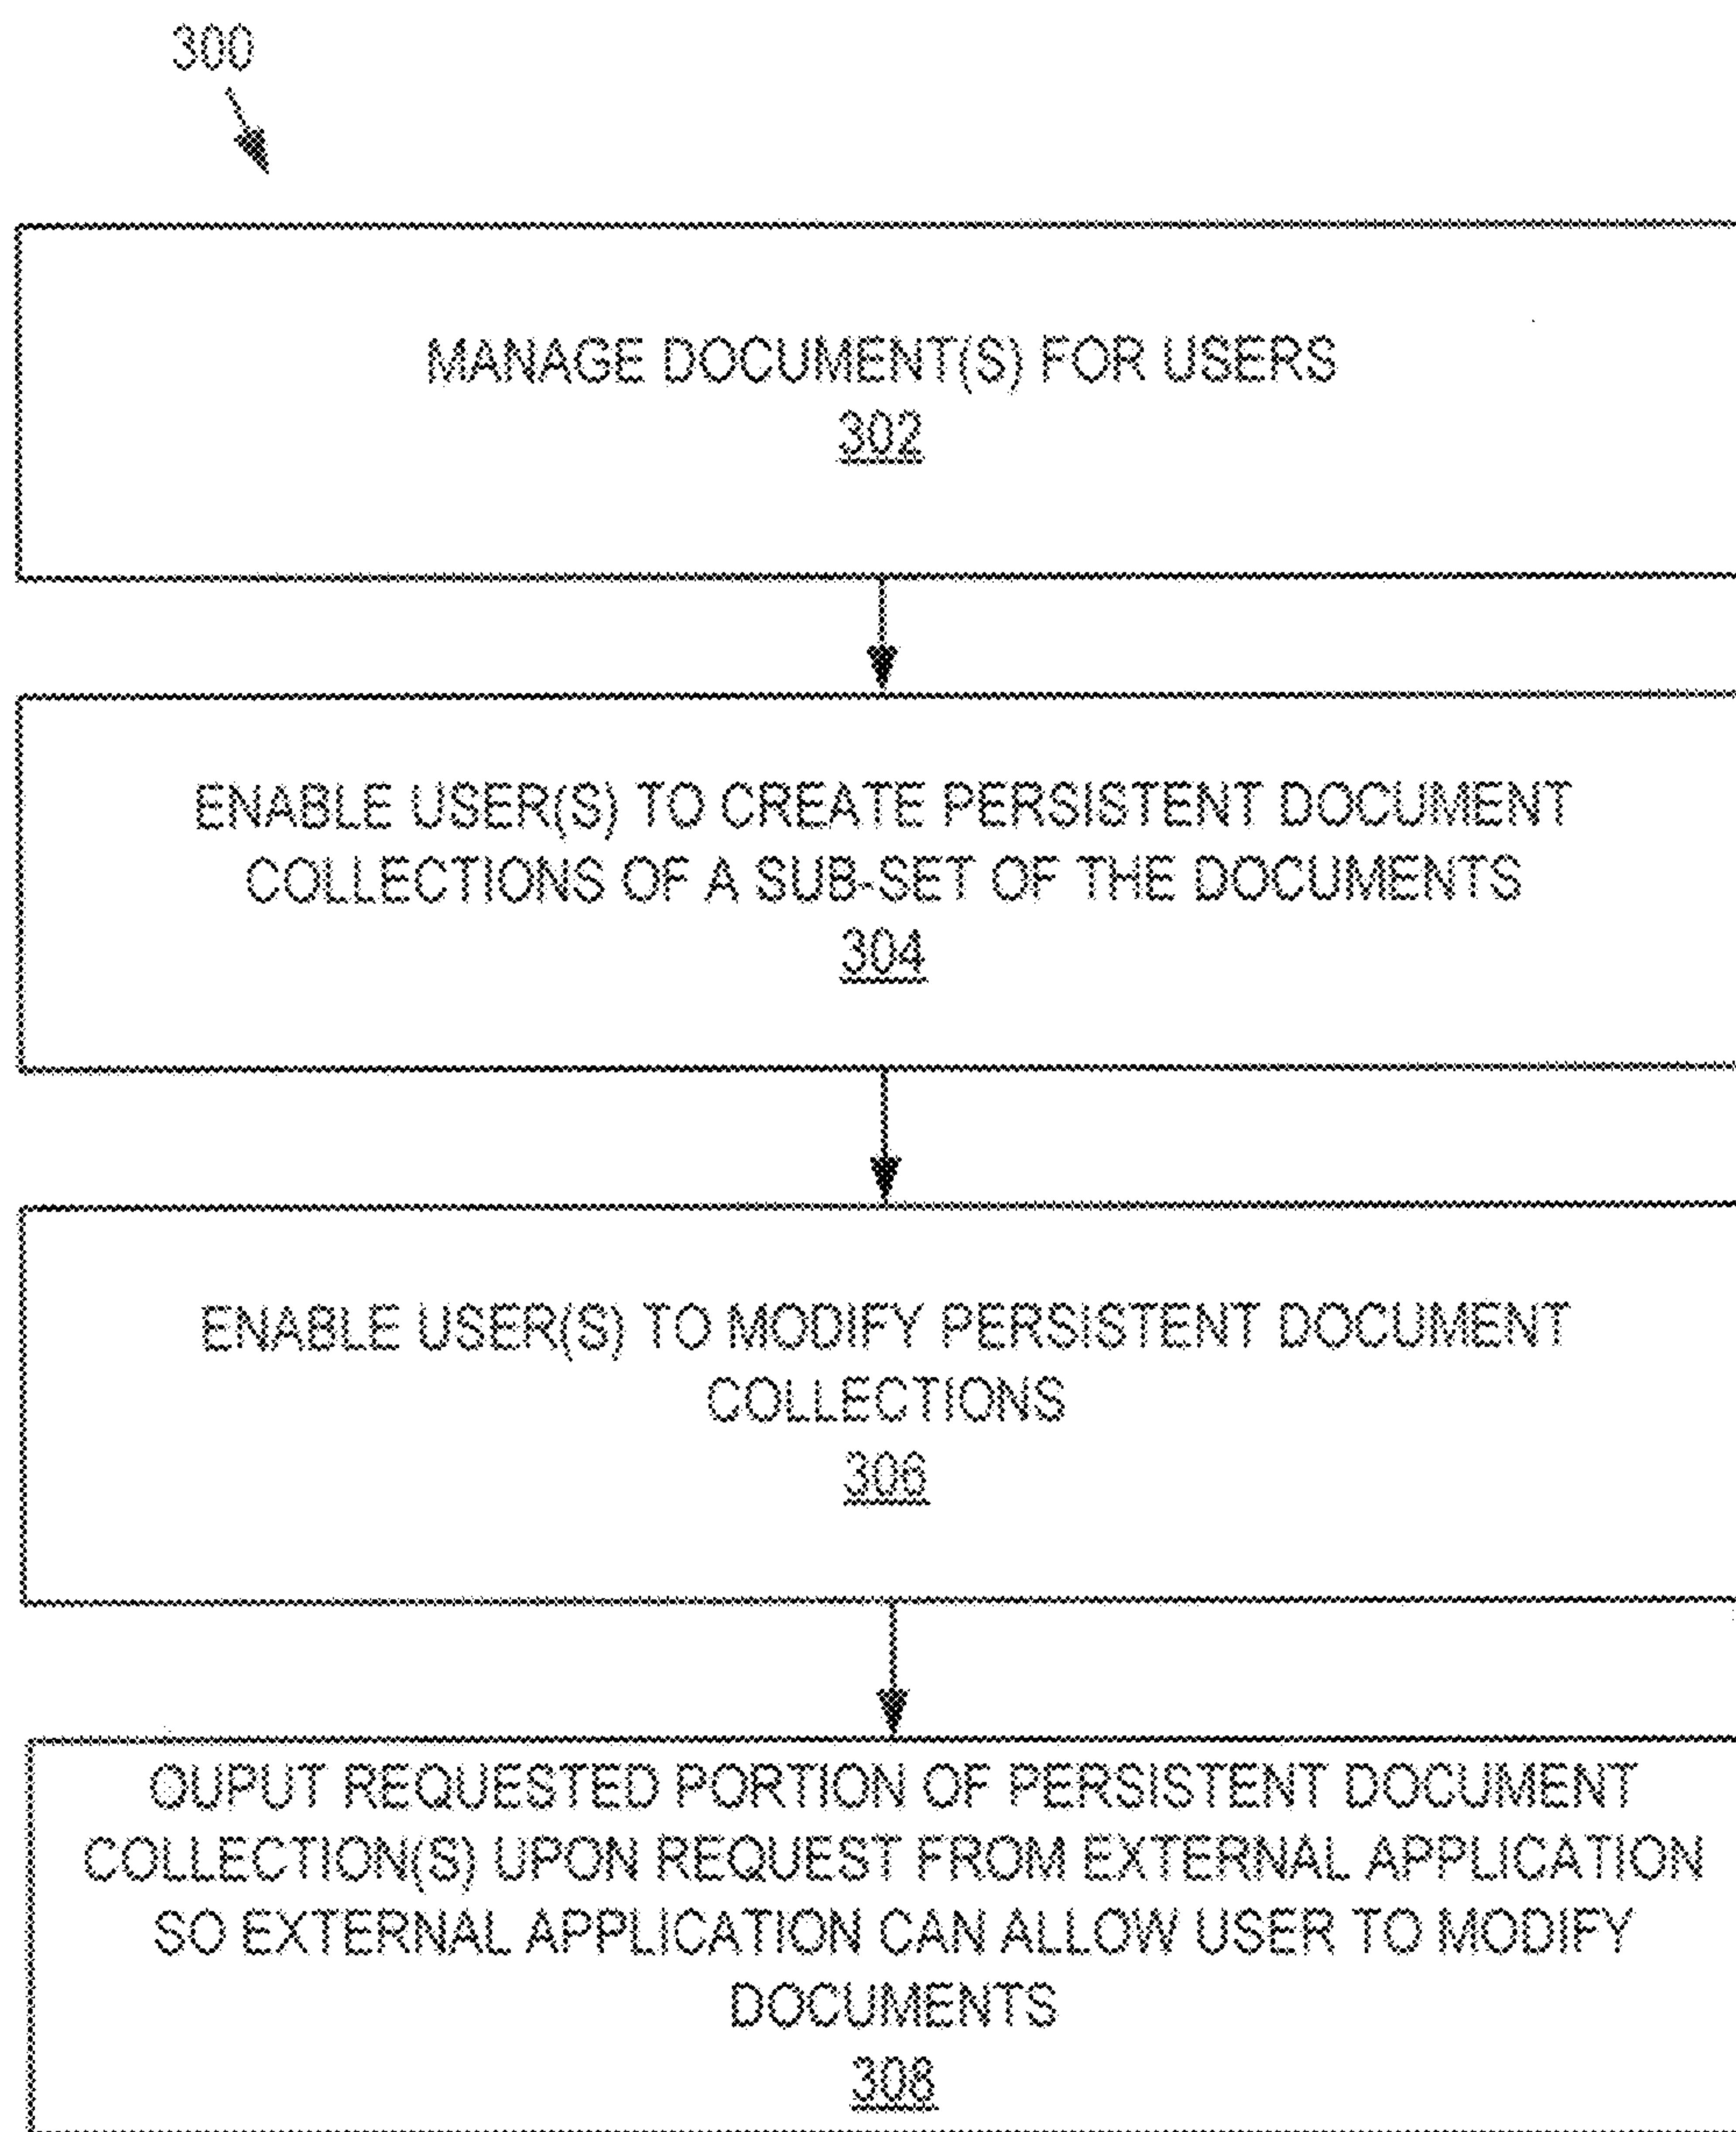 300
MANAGE DOCUMENT(S) FOR USERS
302
ENABLE USER(S) TO CREATE PERSISTENT DOCUMENT
COLLECTIONS OF A SUB-SET OF THE DOCUMENTS
304
ENABLE USER(S) TO MODIFY PERSISTENT DOCUMENT
COLLECTIONS
306
OUPUT REQUESTED PORTION OF PERSISTENT DOCUMENT
COLLECTION(S) UPON REQUEST FROM EXTERNAL APPLICATION
SO EXTERNAL APPLICATION CAN ALLOW USER TO MODIFY
DOCUMENTS
308